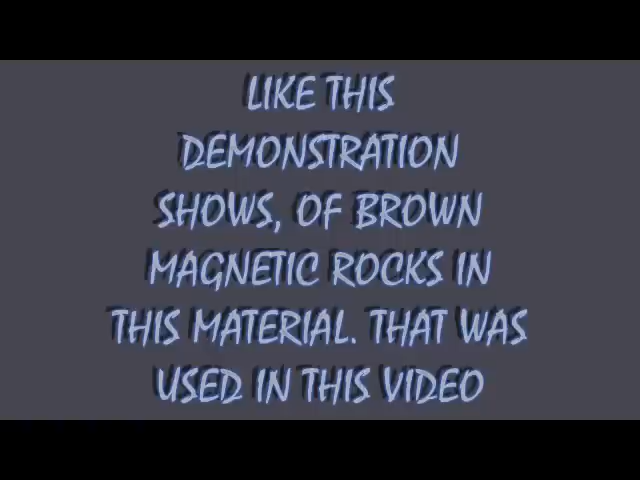 LIKE THIS
DEMONSTRATION
SHOWS, OF BROWN
MAGNETIC ROCKS IN
THIS MATERIAL. THAT WAS
USED IN THIS VIDEO